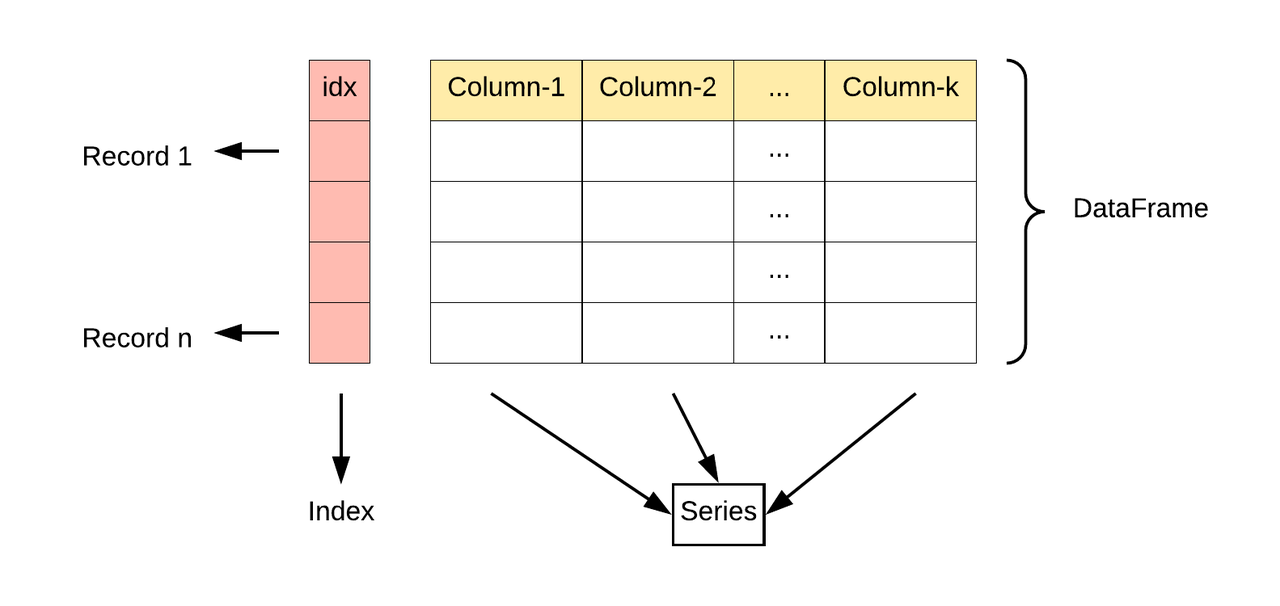 idx Column-1 Column-2 ... Column-k
Record 1 ...
... DataFrame
...
Record n ...
Index Series